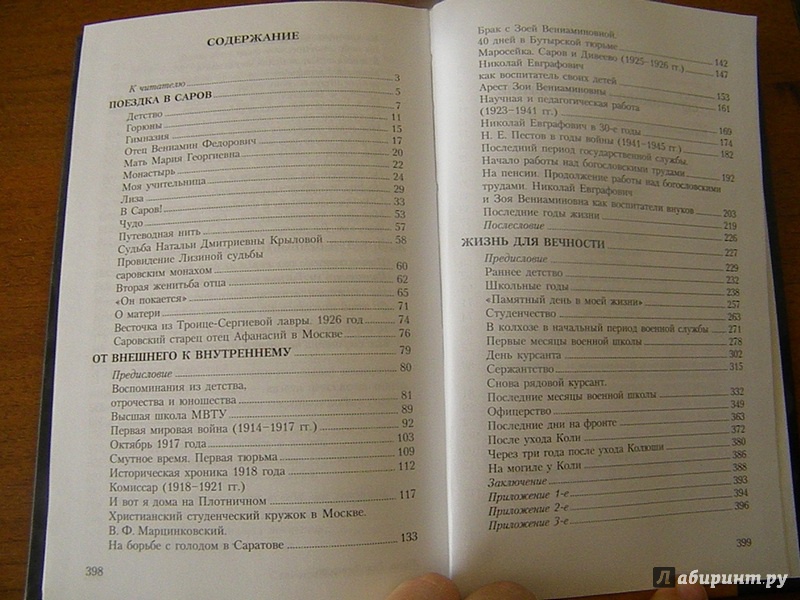 СОДЕРЖАНИЕ
К читателю 3
ПОЕЗДКА В САРОВ 5
Детство 7
Горюны 11
Гимназия 15
Отец Вениамин Федорович 17
Мать Мария Георгиевна 20
Монастырь 22
Моя учительница 24
Лиза 29
В Саров! 33
Чудо 53
Путеводная нить 57
Судьба Натальи Дмитриевны Крыловой 58
Провидение Лизиной судьбы
саровским монахом 60
Вторая женитьба отца 62
«Он покается» 65
О матери 71
Весточка из Троице-Сергиевой лавры. 1926 год 74
Саровский старец отец Афанасий в Москве 76
ОТ ВНЕШНЕГО К ВНУТРЕННЕМУ 79
Предисловие 80
Воспоминания из детства,
отрочества и юношества 81
Высшая школа МВТУ 89
Первая мировая война (1914–1917 гг.) 92
Октябрь 1917 года 103
Смутное время. Первая тюрьма 109
Историческая хроника 1918 года 112
Комиссар (1918–1921 гг.)
И вот я дома на Плотничном 117
Христианский студенческий кружок в Москве.
В. Ф. Марцинковский.
На борьбе с голодом в Саратове 133
398
Брак с Зоей Вениаминовной.
40 дней в Бутырской тюрьме 142
Маросейка. Саров и Дивеево (1925–1926 гг.) 147
Николай Евграфович
как воспитатель своих детей 153
Арест Зои Вениаминовны 161
Научная и педагогическая работа
(1923–1941 гг.) 169
Николай Евграфович в 30-е годы 174
Н. Е. Пестов в годы войны (1941–1945 гг.) 182
Последний период государственной службы.
Начало работы над богословскими трудами 192
На пенсии. Продолжение работы над богословскими
трудами. Николай Евграфович
и Зоя Вениаминовна как воспитатели внуков 203
Последние годы жизни 219
Послесловие 226
ЖИЗНЬ ДЛЯ ВЕЧНОСТИ 227
Предисловие 229
Раннее детство 232
Школьные годы 238
«Памятный день в моей жизни» 257
Студенчество 263
В колхозе в начальный период военной службы 271
Первые месяцы военной школы 278
День курсанта 302
Сержантство 315
Снова рядовой курсант.
Последние месяцы военной школы 332
Офицерство 349
Последние дни на фронте 363
После ухода Коли 372
Через три года после ухода Колюши 380
На могиле у Коли 386
Заключение 388
Приложение 1-е 393
Приложение 2-е 394
Приложение 3-е 396
399
Лабиринт.ру